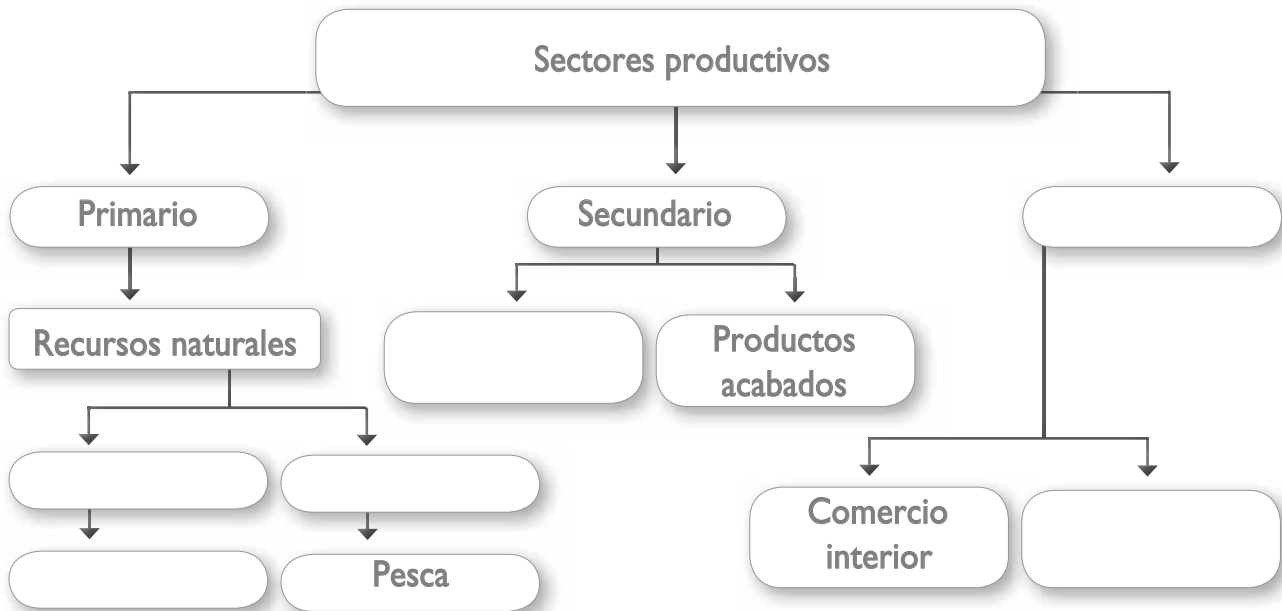 Sectores productivos
Primario
Secundario
Recursos naturales
Productos
acabados
Comercio
interior
Pesca